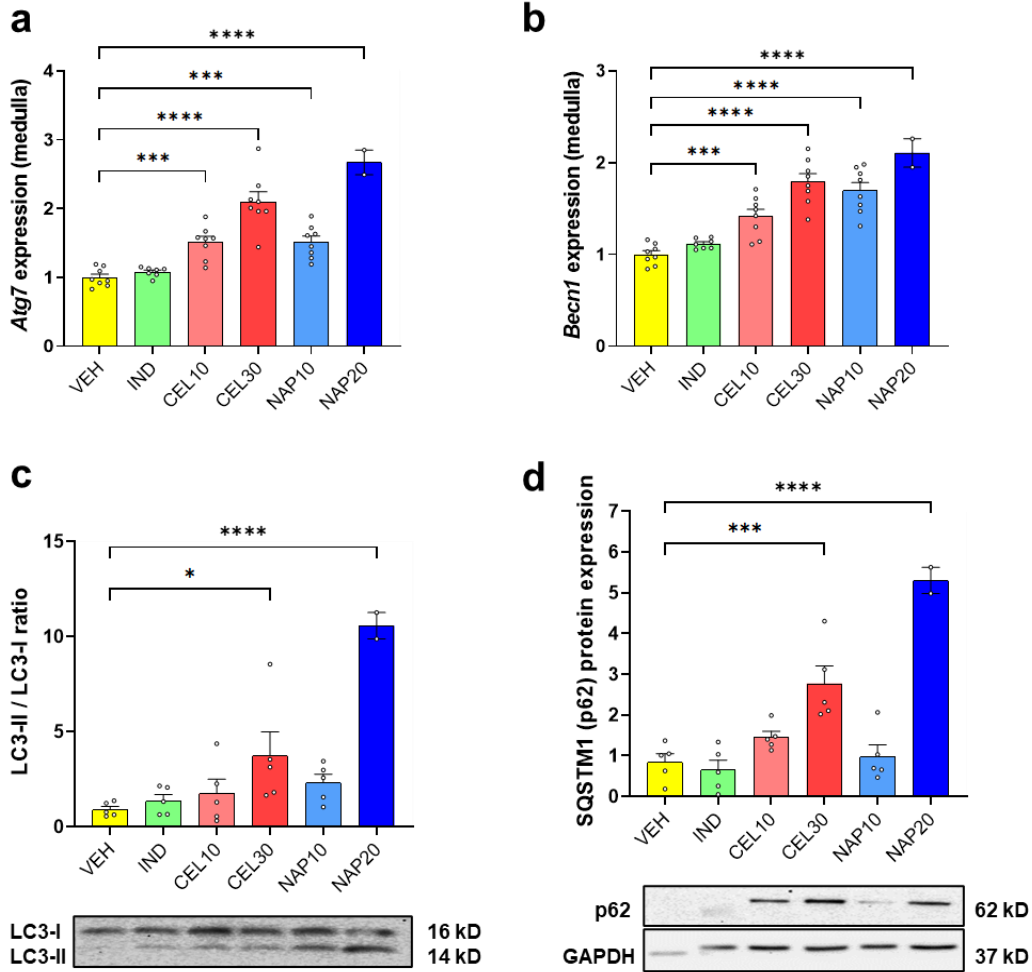 a
****
***
****
***
Atg7 expression (medulla)
4
3
2
1
0
VEH
IND
CEL10
CEL30
NAP10
NAP20
b
****
****
****
***
Becn1 expression (medulla)
3
2
1
0
VEH
IND
CEL10
CEL30
NAP10
NAP20
c
****
*
LC3-II / LC3-I ratio
15
10
5
0
VEH
IND
CEL10
CEL30
NAP10
NAP20
LC3-I
16 kD
LC3-II
14 kD
d
****
***
SQSTM1 (p62) protein expression
7
6
5
4
3
2
1
0
VEH
IND
CEL10
CEL30
NAP10
NAP20
p62
62 kD
GAPDH
37 kD